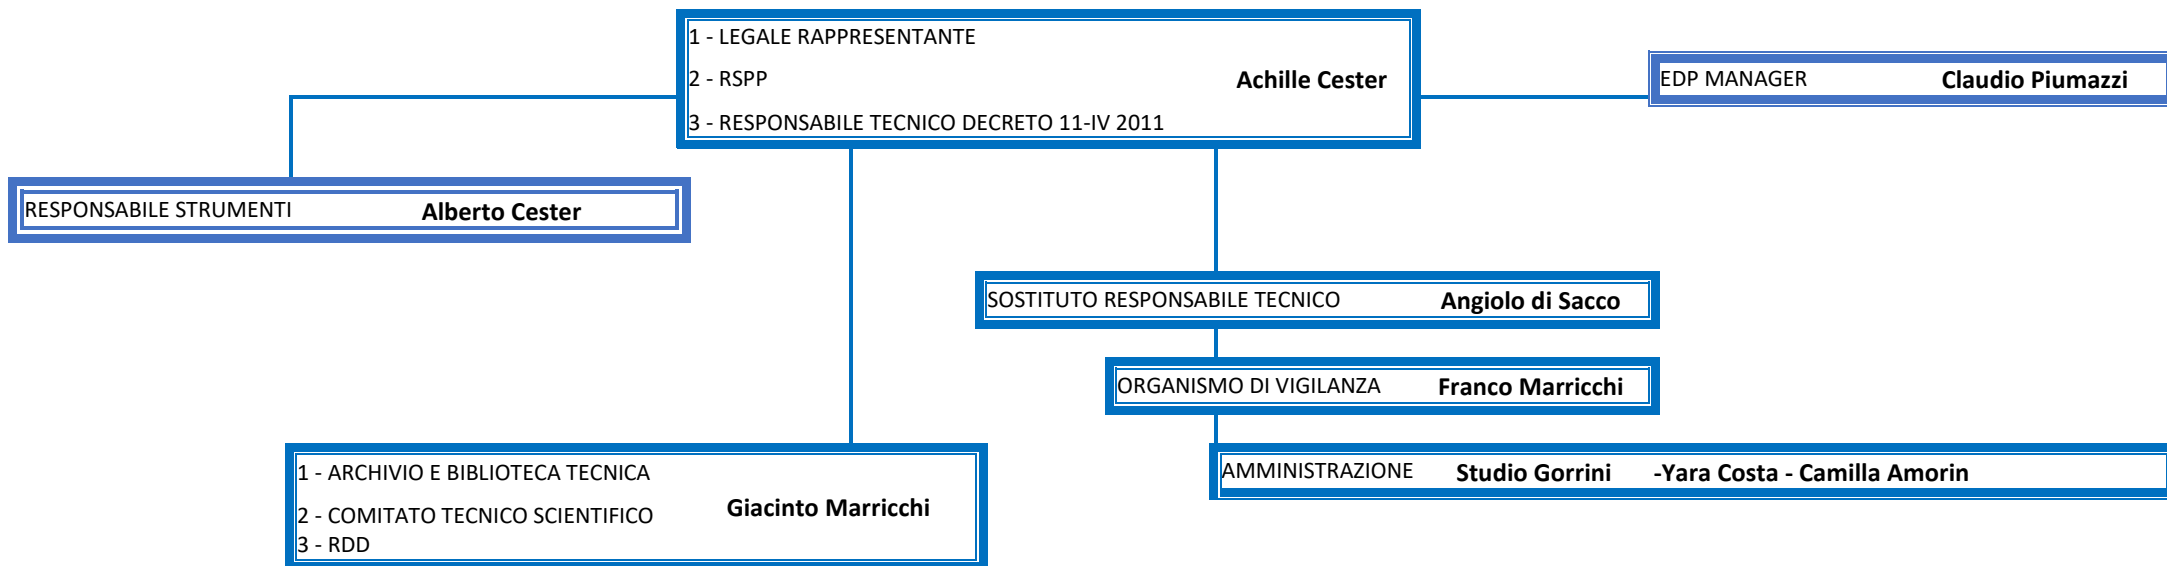 1 - LEGALE RAPPRESENTANTE
2 - RSPP
Achille Cester
3 - RESPONSABILE TECNICO DECRETO 11-IV 2011
EDP MANAGER Claudio Piumazzi
RESPONSABILE STRUMENTI Alberto Cester
SOSTITUTO RESPONSABILE TECNICO Angiolo di Sacco
ORGANISMO DI VIGILANZA Franco Marricchi
1 - ARCHIVIO E BIBLIOTECA TECNICA
2 - COMITATO TECNICO SCIENTIFICO
Giacinto Marricchi
3 - RDD
AMMINISTRAZIONE Studio Gorrini -Yara Costa - Camilla Amorin